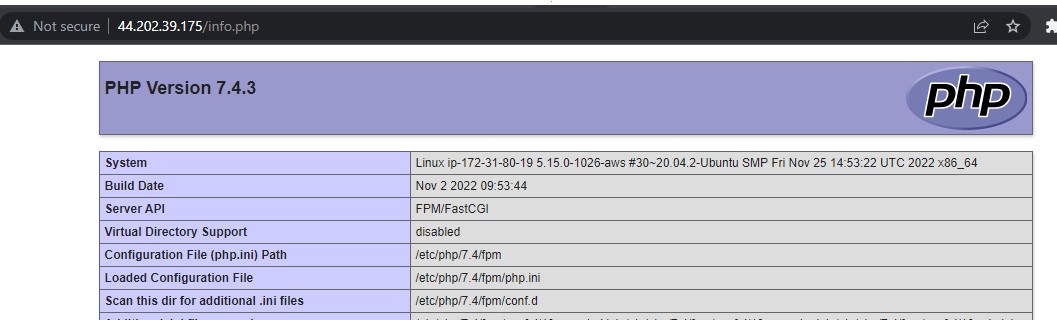 Not secure 44.202.39.175/info.php
PHP Version 7.4.3
php
System Linux ip-172-31-80-19 5.15.0-1026-aws #30~20.04.2-Ubuntu SMP Fri Nov 25 14:53:22 UTC 2022 x86_64
Build Date Nov 2 2022 09:53:44
Server API FPM/FastCGI
Virtual Directory Support disabled
Configuration File (php.ini) Path /etc/php/7.4/fpm
Loaded Configuration File /etc/php/7.4/fpm/php.ini
Scan this dir for additional .ini files /etc/php/7.4/fpm/conf.d